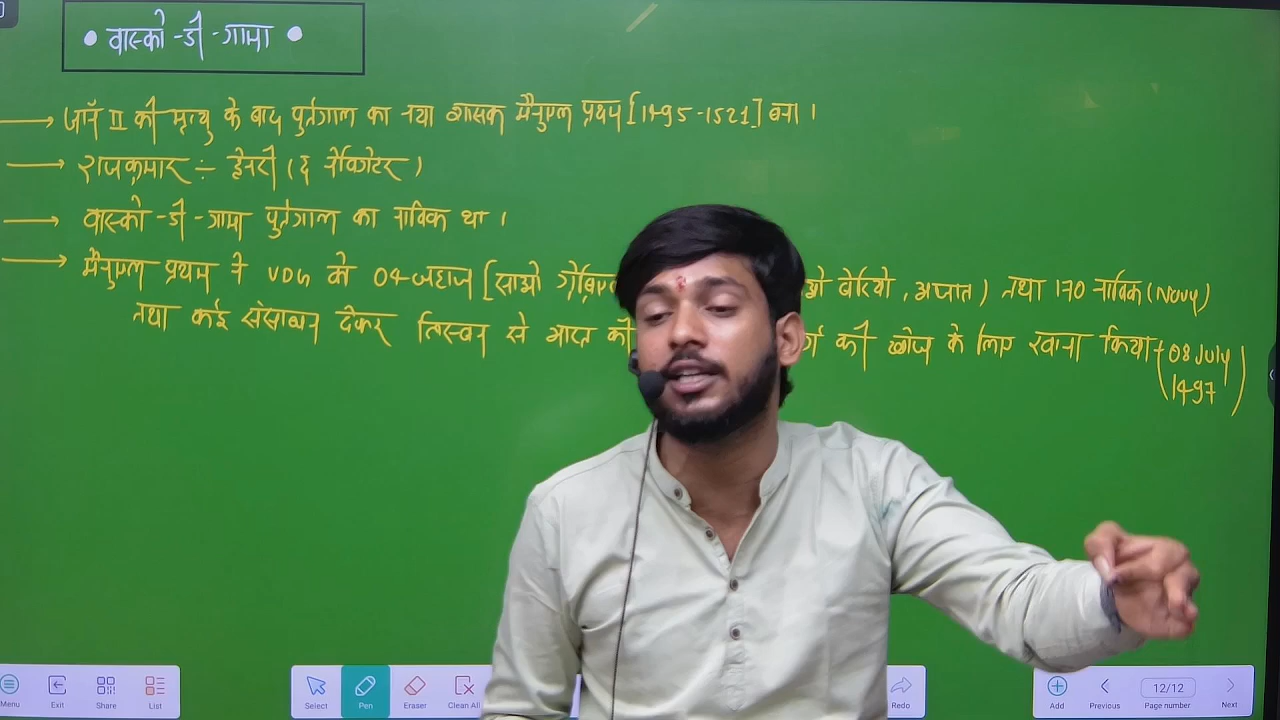 • वास्को -डी -गामा •
→ जॉन II की मृत्यु के बाद पुर्तगाल का नया शासक मैनुएल प्रथम [1495-1521] बना ।
→ राजकुमार :- हेनरी ( द नेविगेटर )
→ वास्को -डी -गामा पुर्तगाल का नाविक था ।
→ मैनुएल प्रथम ने VDG को 04 जहाज [ साओ बेरियो , अज्ञात ) तथा 170 नाविक (Navy)
तथा कई संसाधन देकर लिस्बन से भारत की की खोज के लिए रवाना किया - ( 08 July
1497 )
Menu
Exit
Share
List
Select
Pen
Eraser
Clean All
Redo
Add
Previous
12/12
Page number
Next